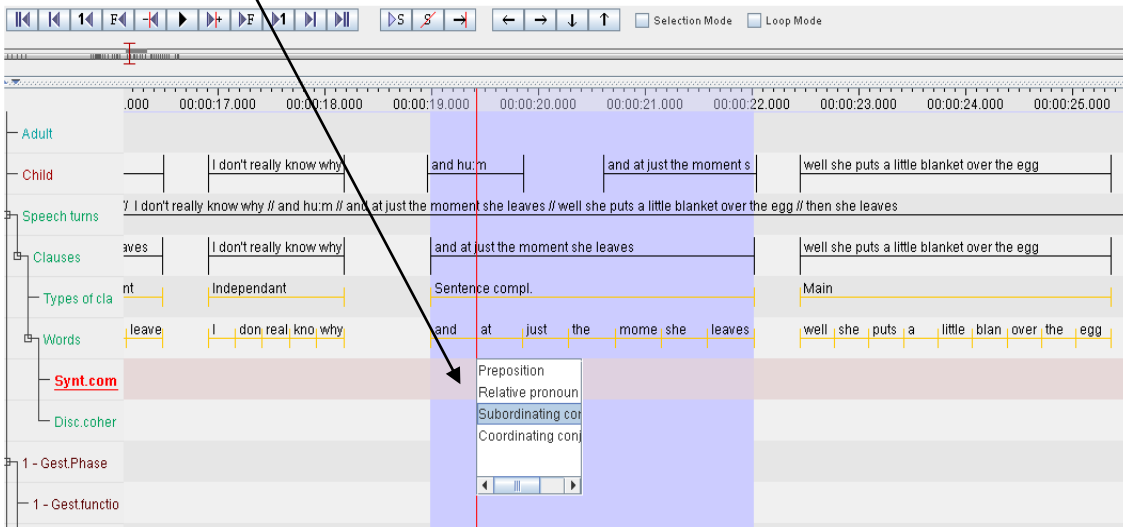 1 F + F 1 S S Selection Mode Loop Mode
.000 00:00:17.000 00:00:18.000 00:00:19.000 00:00:20.000 00:00:21.000 00:00:22.000 00:00:23.000 00:00:24.000 00:00:25.000
Adult
Child I don't really know why and hu:m and at just the moment s well she puts a little blanket over the egg
Speech turns // I don't really know why // and hu:m // and at just the moment she leaves // well she puts a little blanket over the egg // then she leaves
Clauses aves I don't really know why and at just the moment she leaves well she puts a little blanket over the egg
Types of cla nt Independant Sentence compl. Main
Words leave I don real kno why and at just the mome she leaves well she puts a little blan over the egg
Synt.com
Preposition
Relative pronoun
Subordinating cor
Coordinating conj
Disc.coher
1 - Gest.Phase
1 - Gest.functio